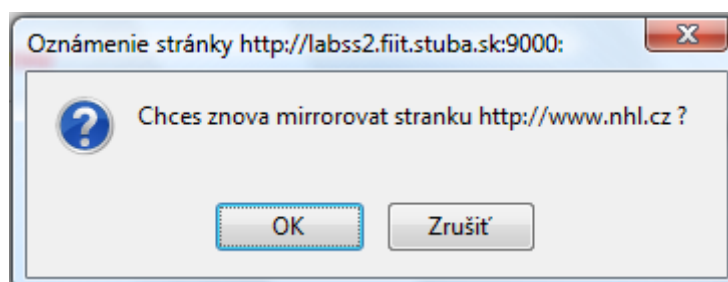 Oznámenie stránky http://labss2.fiit.stuba.sk:9000:
Chces znova mirrorovat stranku http://www.nhl.cz ?
OK
Zrušiť